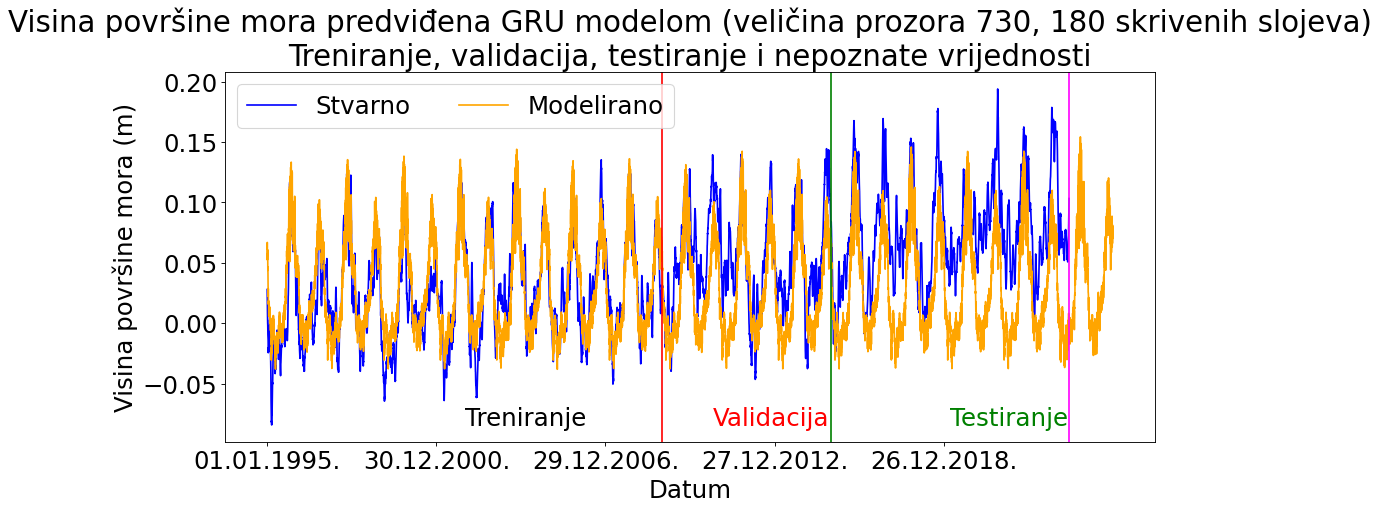 Visina površine mora predviđena GRU modelom (veličina prozora 730, 180 skrivenih slojeva)
Treniranje, validacija, testiranje i nepoznate vrijednosti
Stvarno Modelirano
Visina površine mora (m)
0.20
0.15
0.10
0.05
0.00
−0.05
Treniranje Validacija Testiranje
01.01.1995. 30.12.2000. 29.12.2006. 27.12.2012. 26.12.2018.
Datum